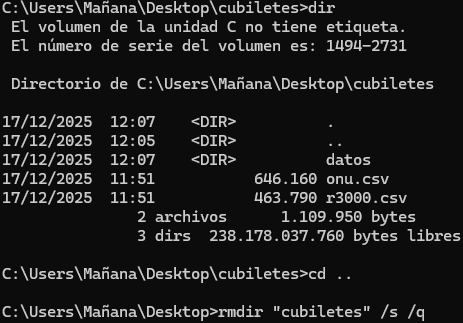 C:\Users\Mañana\Desktop\cubiletes>dir
El volumen de la unidad C no tiene etiqueta.
El número de serie del volumen es: 1494-2731
Directorio de C:\Users\Mañana\Desktop\cubiletes
17/12/2025  12:07    <DIR>          .
17/12/2025  12:05    <DIR>          ..
17/12/2025  12:07    <DIR>          datos
17/12/2025  11:51           646.160 onu.csv
17/12/2025  11:51           463.790 r3000.csv
2 archivos      1.109.950 bytes
3 dirs  238.178.037.760 bytes libres
C:\Users\Mañana\Desktop\cubiletes>cd ..
C:\Users\Mañana\Desktop>rmdir "cubiletes" /s /q